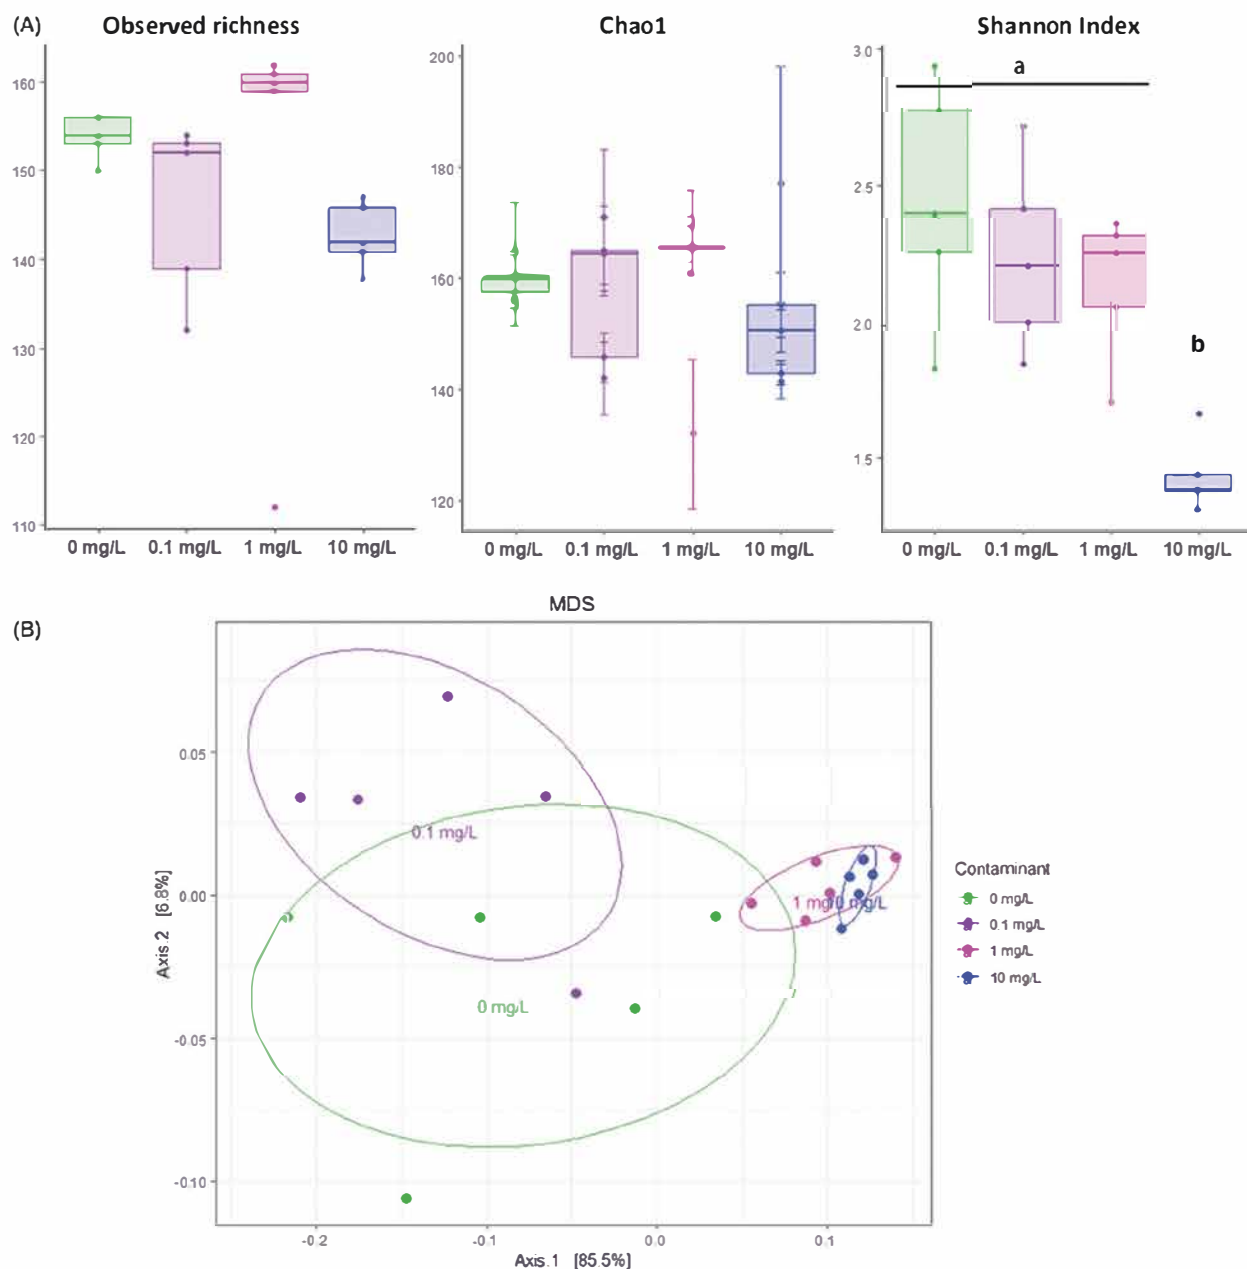 (A)
Observed richness
Chao1
Shannon Index
160
150
140
130
120
110
0 mg/L 0.1 mg/L 1 mg/L 10 mg/L
200
180
160
140
120
0 mg/L 0.1 mg/L 1 mg/L 10 mg/L
3.0
2.5
2.0
1.5
a
b
0 mg/L 0.1 mg/L 1 mg/L 10 mg/L
(B)
MDS
Axis.2 [6.8%]
0.05
0.00
-0.05
-0.10
0.1 mg/L
0 mg/L
1 mg/L
10 mg/L
-0.2 -0.1 0.0 0.1
Axis.1 [85.5%]
Contaminant
0 mg/L
0.1 mg/L
1 mg/L
10 mg/L